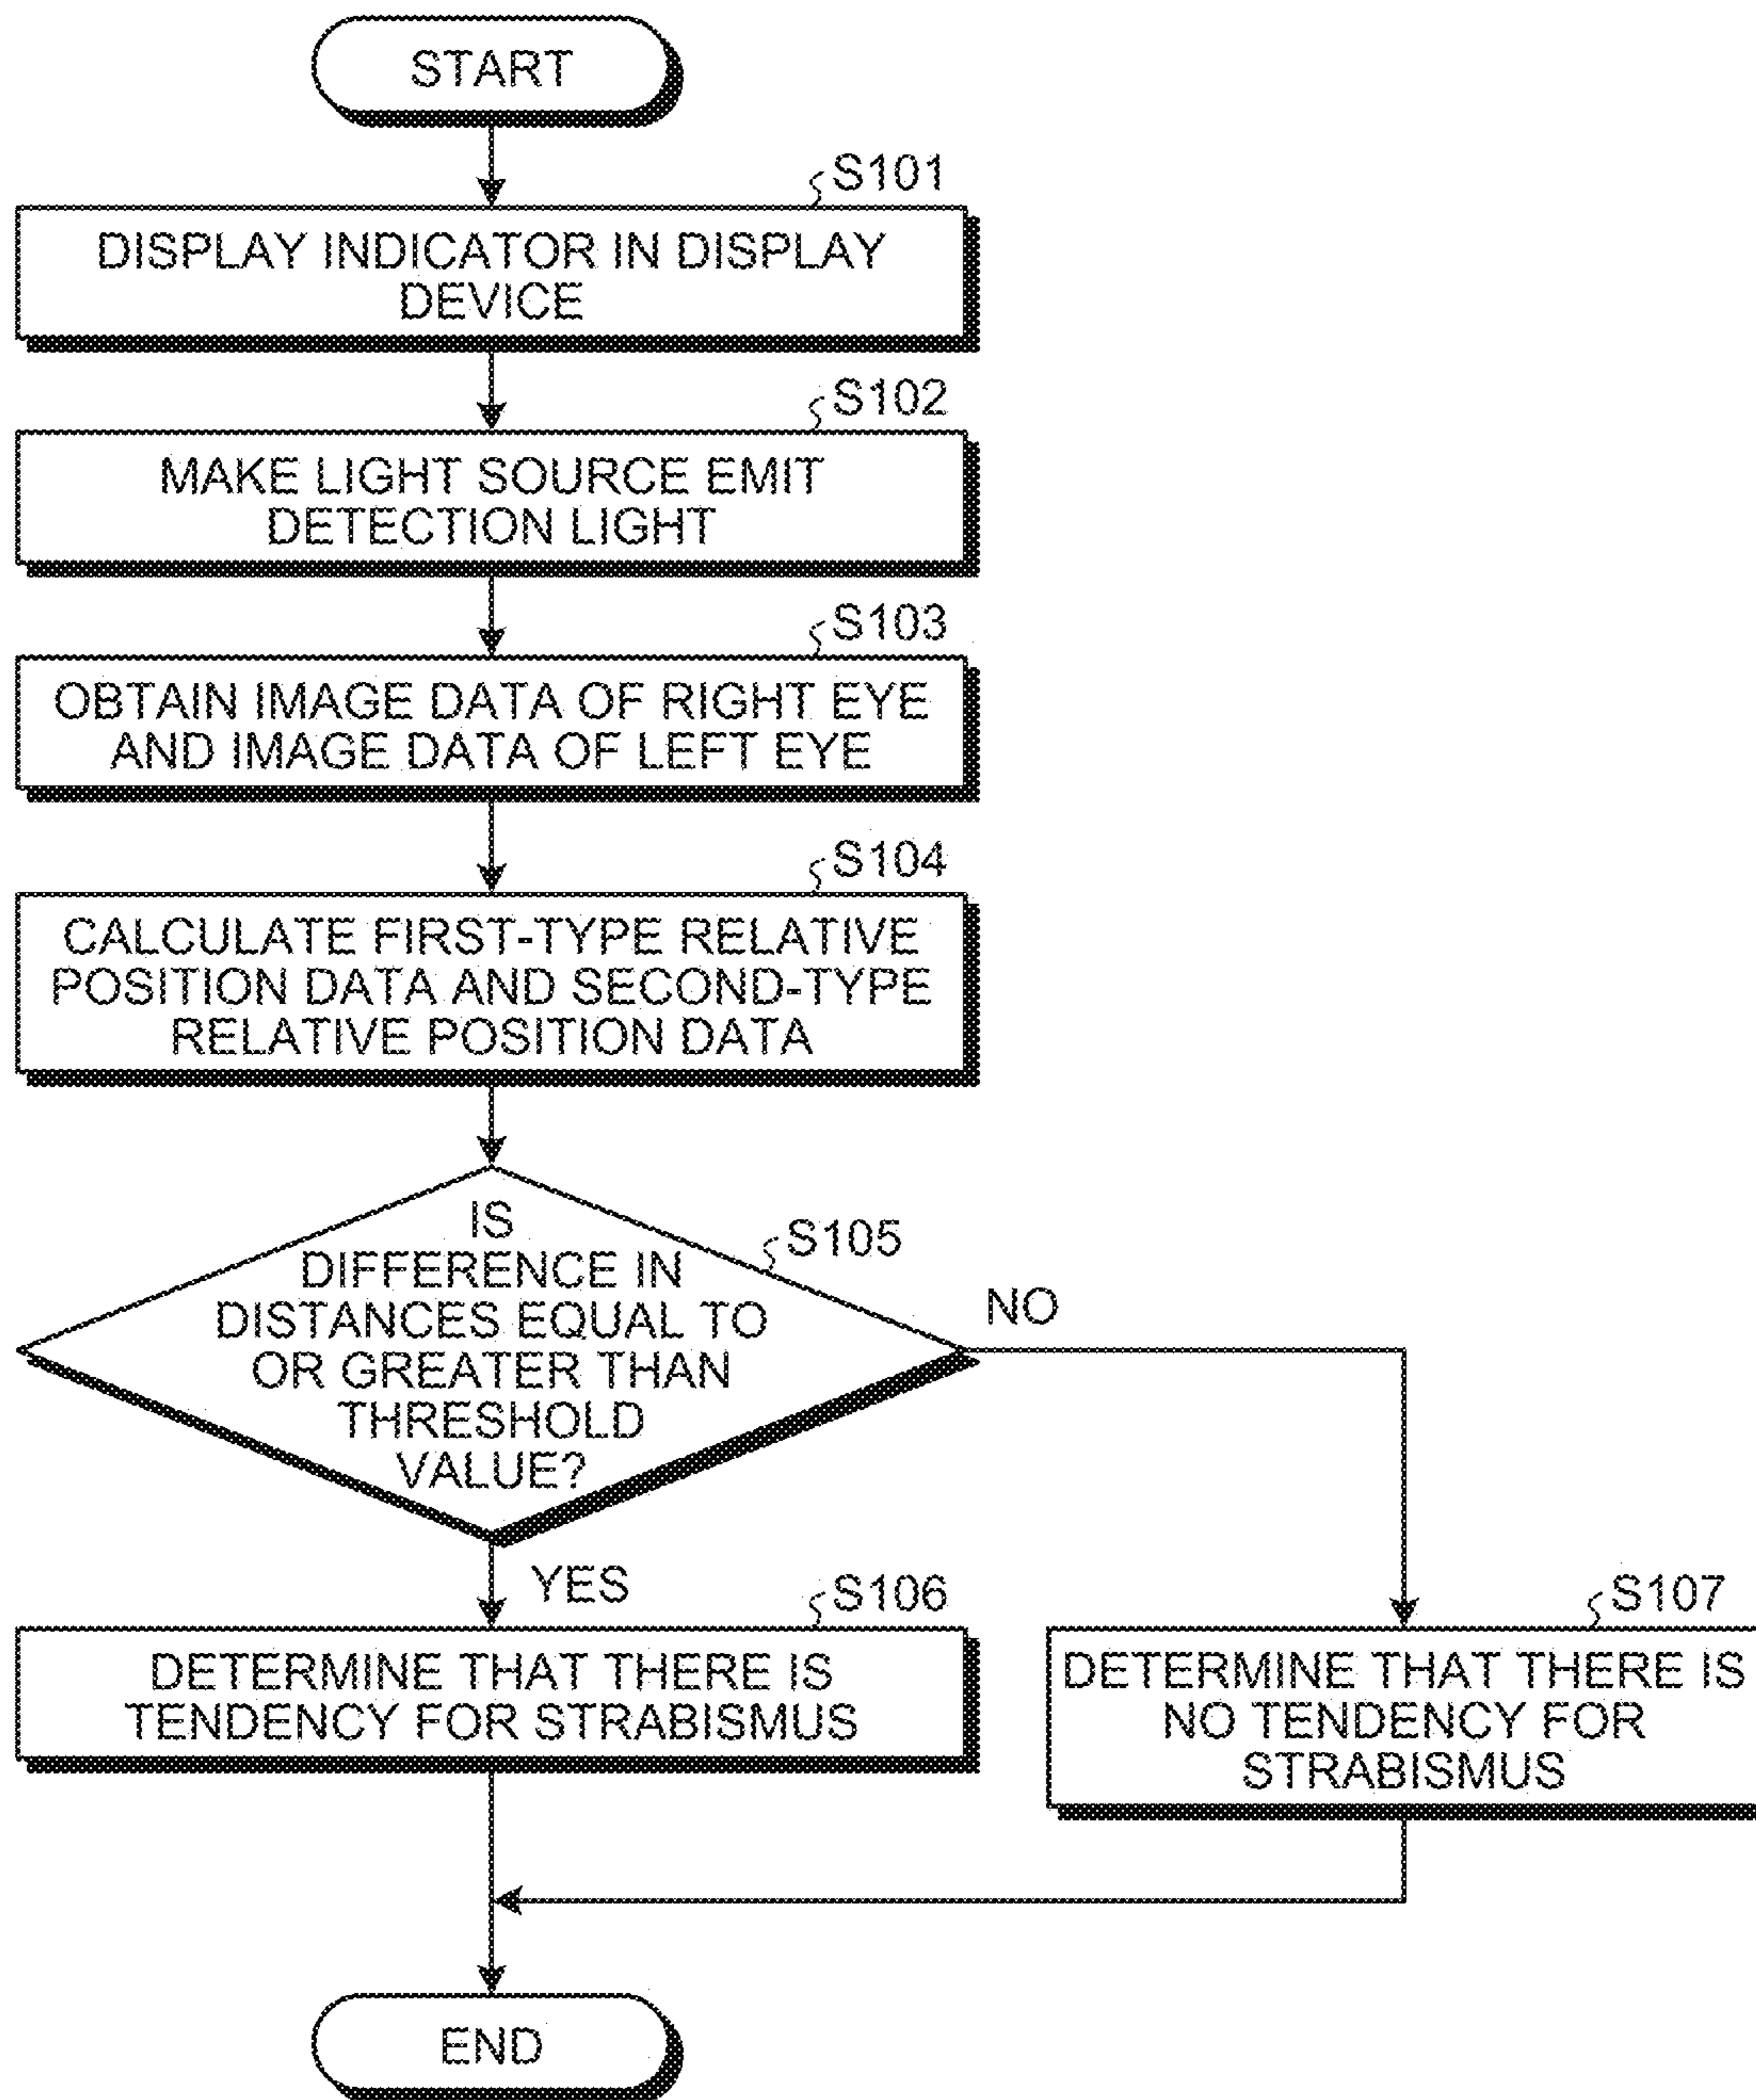 START
S101
DISPLAY INDICATOR IN DISPLAY
DEVICE
S102
MAKE LIGHT SOURCE EMIT
DETECTION LIGHT
S103
OBTAIN IMAGE DATA OF RIGHT EYE
AND IMAGE DATA OF LEFT EYE
S104
CALCULATE FIRST-TYPE RELATIVE
POSITION DATA AND SECOND-TYPE
RELATIVE POSITION DATA
S105
IS
DIFFERENCE IN
DISTANCES EQUAL TO
OR GREATER THAN
THRESHOLD
VALUE?
NO
YES
S106
DETERMINE THAT THERE IS
TENDENCY FOR STRABISMUS
S107
DETERMINE THAT THERE IS
NO TENDENCY FOR
STRABISMUS
END